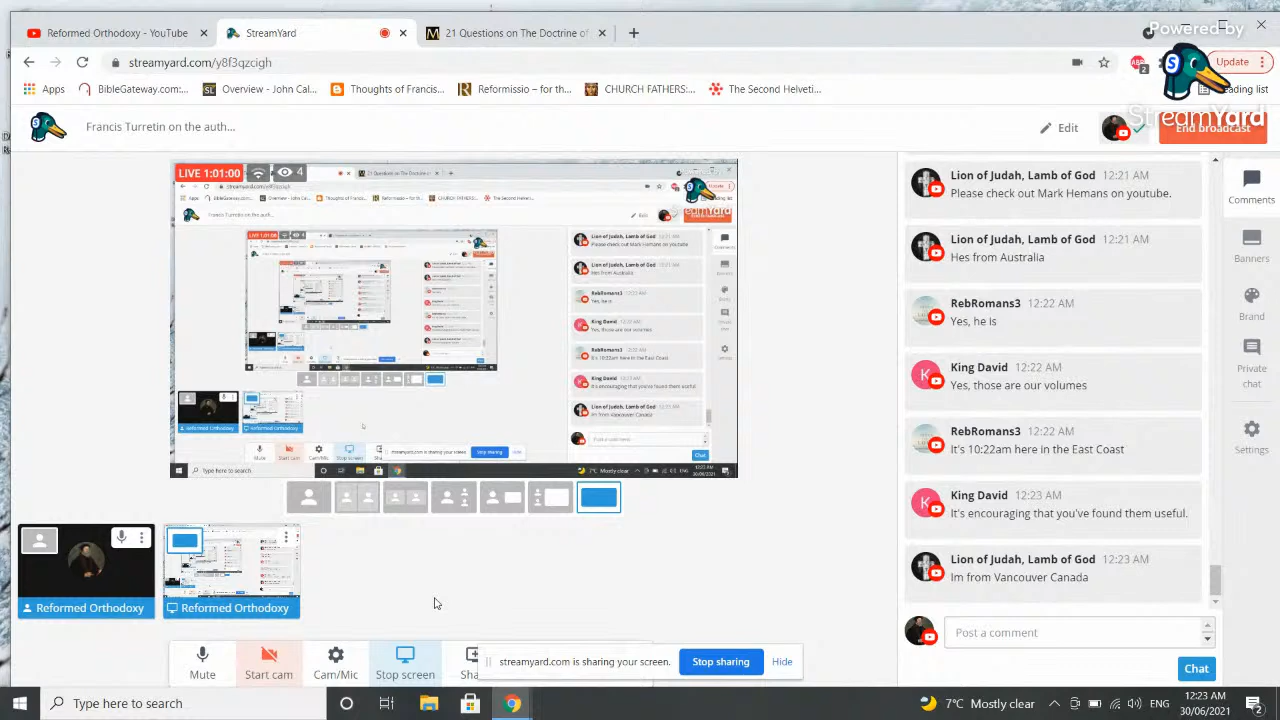 Reformed Orthodoxy - YouTube
StreamYard
21 Questions on The Doctrine of
Powered by
streamyard.com/y8f3qzcigh
Update
Apps
BibleGateway.com:...
Overview - John Cal...
Thoughts of Francis...
Reformed – for th...
CHURCH FATHERS:...
The Second Helveti...
Reading list
StreamYard
Francis Turretin on the auth...
Edit
End broadcast
LIVE 1:01:00
4
Lion of Judah, Lamb of God 12:21 AM
Please check out Mark Hemans on youtube.
Lion of Judah, Lamb of God 12:21 AM
Hes from Australia
RebRomans3 12:22 AM
Yes, he is
King David 12:22 AM
Yes, those are our volumes
RebRomans3 12:22 AM
It's 10:22am here in the East Coast
King David 12:23 AM
It's encouraging that you've found them useful.
Lion of Judah, Lamb of God 12:23 AM
Im from Vancouver Canada
Post a comment
Chat
Comments
Banners
Brand
Private
chat
Settings
Reformed Orthodoxy
Reformed Orthodoxy
Mute
Start cam
Cam/Mic
Stop screen
Sha
streamyard.com is sharing your screen.
Stop sharing
Hide
Type here to search
7°C Mostly clear
ENG
12:23 AM
30/06/2021
2